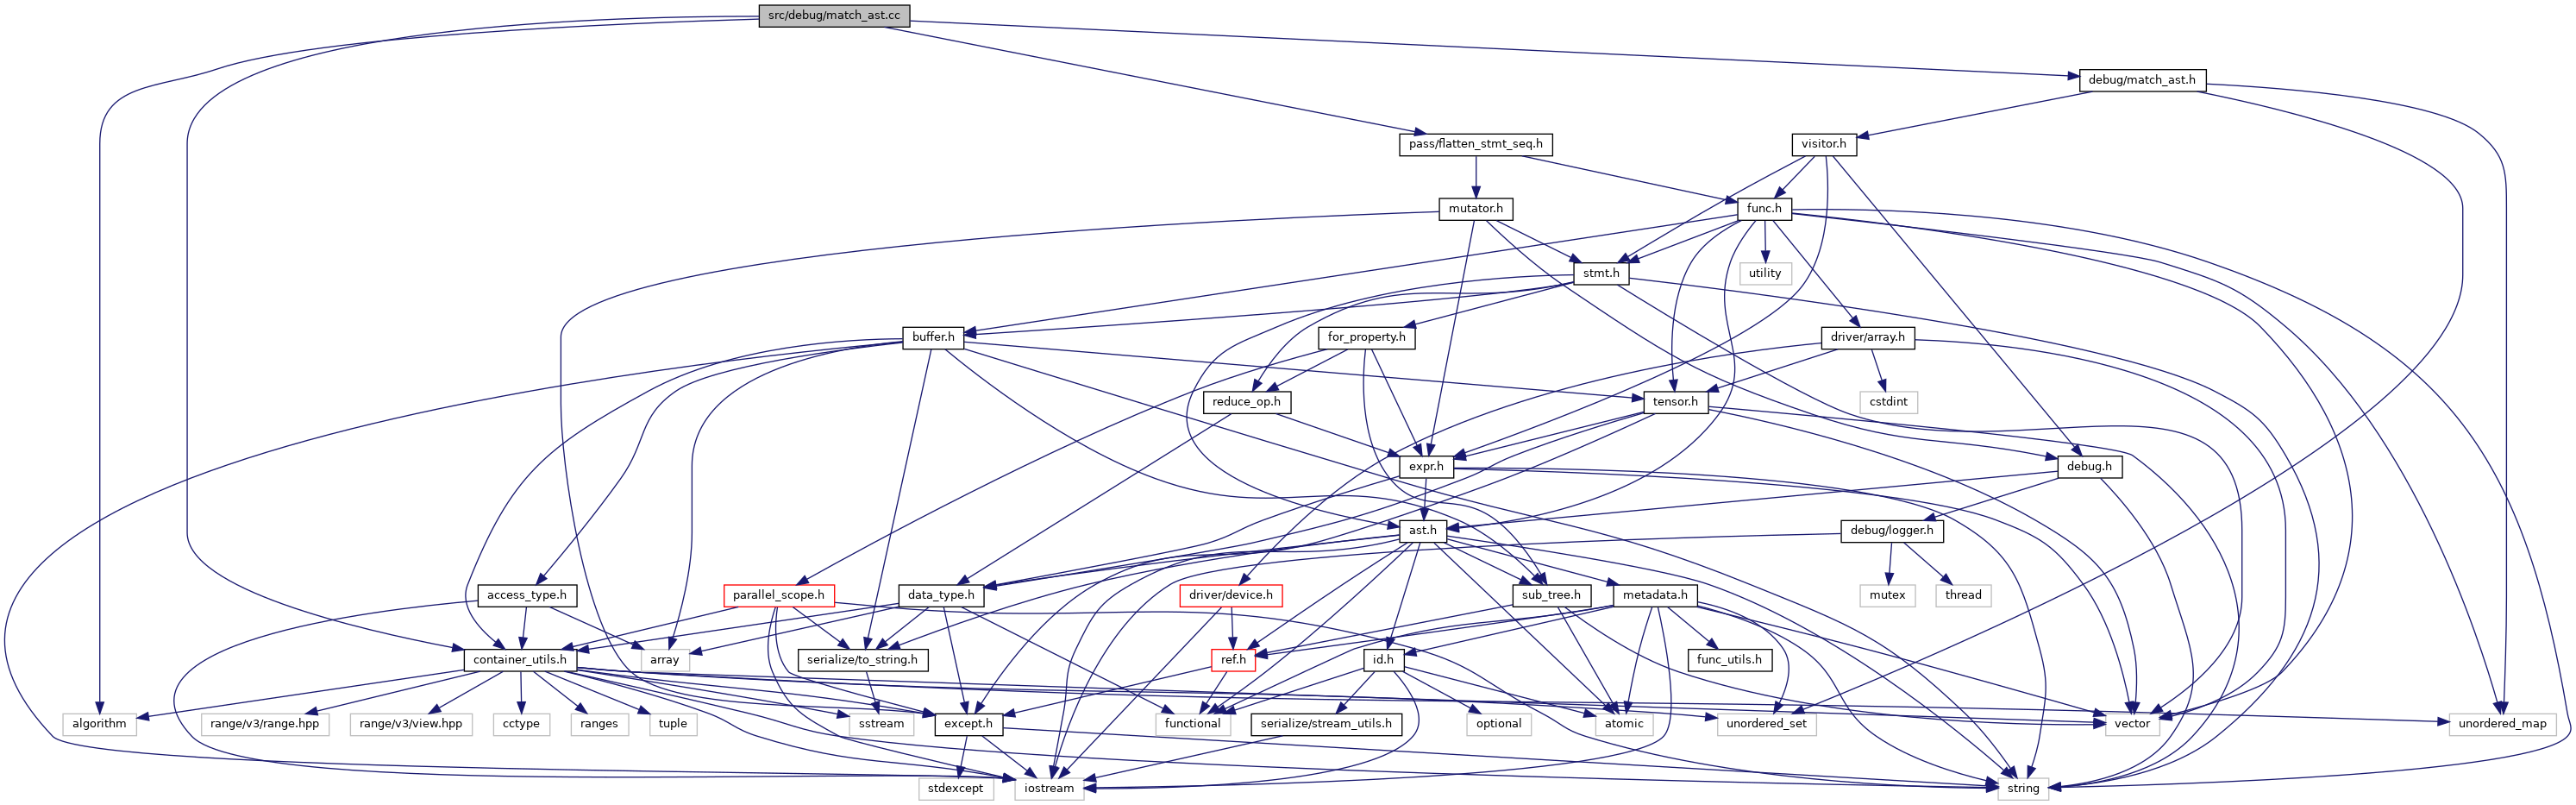 src/debug/match_ast.cc
debug/match_ast.h
pass/flatten_stmt_seq.h
visitor.h
mutator.h
func.h
stmt.h
utility
buffer.h
for_property.h
driver/array.h
reduce_op.h
tensor.h
cstdint
expr.h
debug.h
ast.h
debug/logger.h
access_type.h
parallel_scope.h
data_type.h
driver/device.h
sub_tree.h
metadata.h
mutex
thread
container_utils.h
array
serialize/to_string.h
ref.h
id.h
func_utils.h
algorithm
range/v3/range.hpp
range/v3/view.hpp
cctype
ranges
tuple
sstream
except.h
functional
serialize/stream_utils.h
optional
atomic
unordered_set
vector
unordered_map
stdexcept
iostream
string